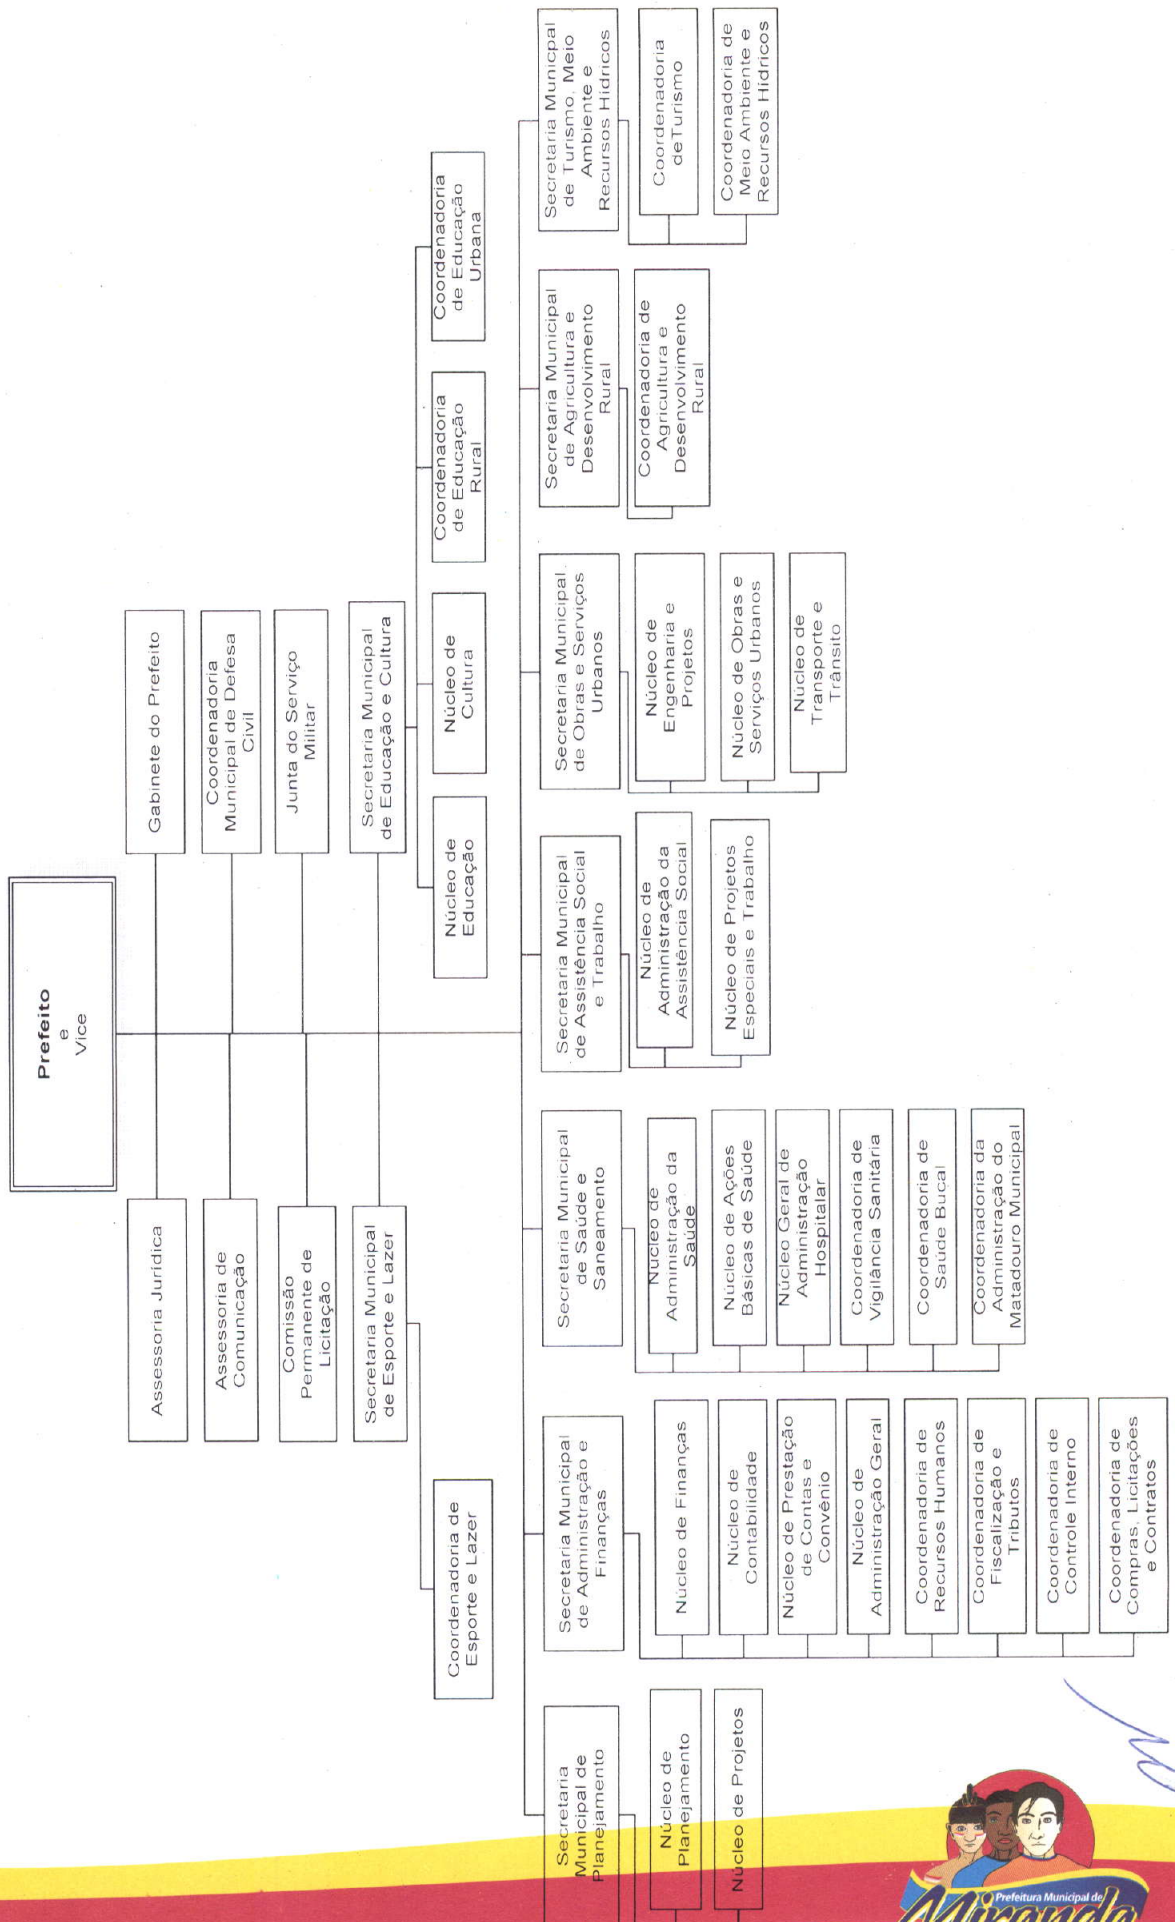 Prefeito
e
Vice
Assessoria Jurídica
Gabinete do Prefeito
Assessoria de
Comunicação
Coordenadoria
Municipal de Defesa
Civil
Comissão
Permanente de
Licitação
Junta do Serviço
Militar
Secretaria Municipal
de Esporte e Lazer
Secretaria Municipal
de Educação e Cultura
Coordenadoria de
Esporte e Lazer
Núcleo de
Educação
Núcleo de
Cultura
Coordenadoria
de Educação
Rural
Coordenadoria
de Educação
Urbana
Secretaria
Municipal de
Planejamento
Núcleo de
Planejamento
Núcleo de Projetos
Secretaria Municipal
de Administração e
Finanças
Núcleo de Finanças
Núcleo de
Contabilidade
Núcleo de Prestação
de Contas e
Convênio
Núcleo de
Administração Geral
Coordenadoria de
Recursos Humanos
Coordenadoria de
Fiscalização e
Tributos
Coordenadoria de
Controle Interno
Coordenadoria de
Compras, Licitações
e Contratos
Secretaria Municipal
de Saúde e
Saneamento
Núcleo de
Administração da
Saúde
Núcleo de Ações
Básicas de Saúde
Núcleo Geral de
Administração
Hospitalar
Coordenadoria de
Vigilância Sanitária
Coordenadoria de
Saúde Bucal
Coordenadoria da
Administração do
Matadouro Municipal
Secretaria Municipal
de Assistência Social
e Trabalho
Núcleo de
Administração da
Assistência Social
Núcleo de Projetos
Especiais e Trabalho
Secretaria Municipal
de Obras e Serviços
Urbanos
Núcleo de
Engenharia e
Projetos
Núcleo de Obras e
Serviços Urbanos
Núcleo de
Transporte e
Trânsito
Secretaria Municipal
de Agricultura e
Desenvolvimento
Rural
Coordenadoria de
Agricultura e
Desenvolvimento
Rural
Secretaria Municpal
de Turismo, Meio
Ambiente e
Recursos Hídricos
Coordenadoria
deTurismo
Coordenadoria de
Meio Ambiente e
Recursos Hídricos
Prefeitura Municipal de
Miranda